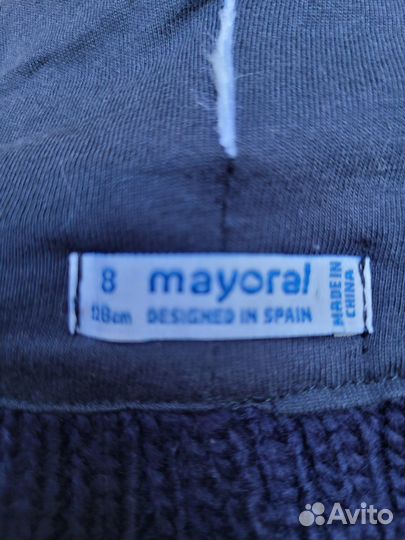 8 mayoral
128cm DESIGNED IN SPAIN
MADE IN
CHINA
Avito